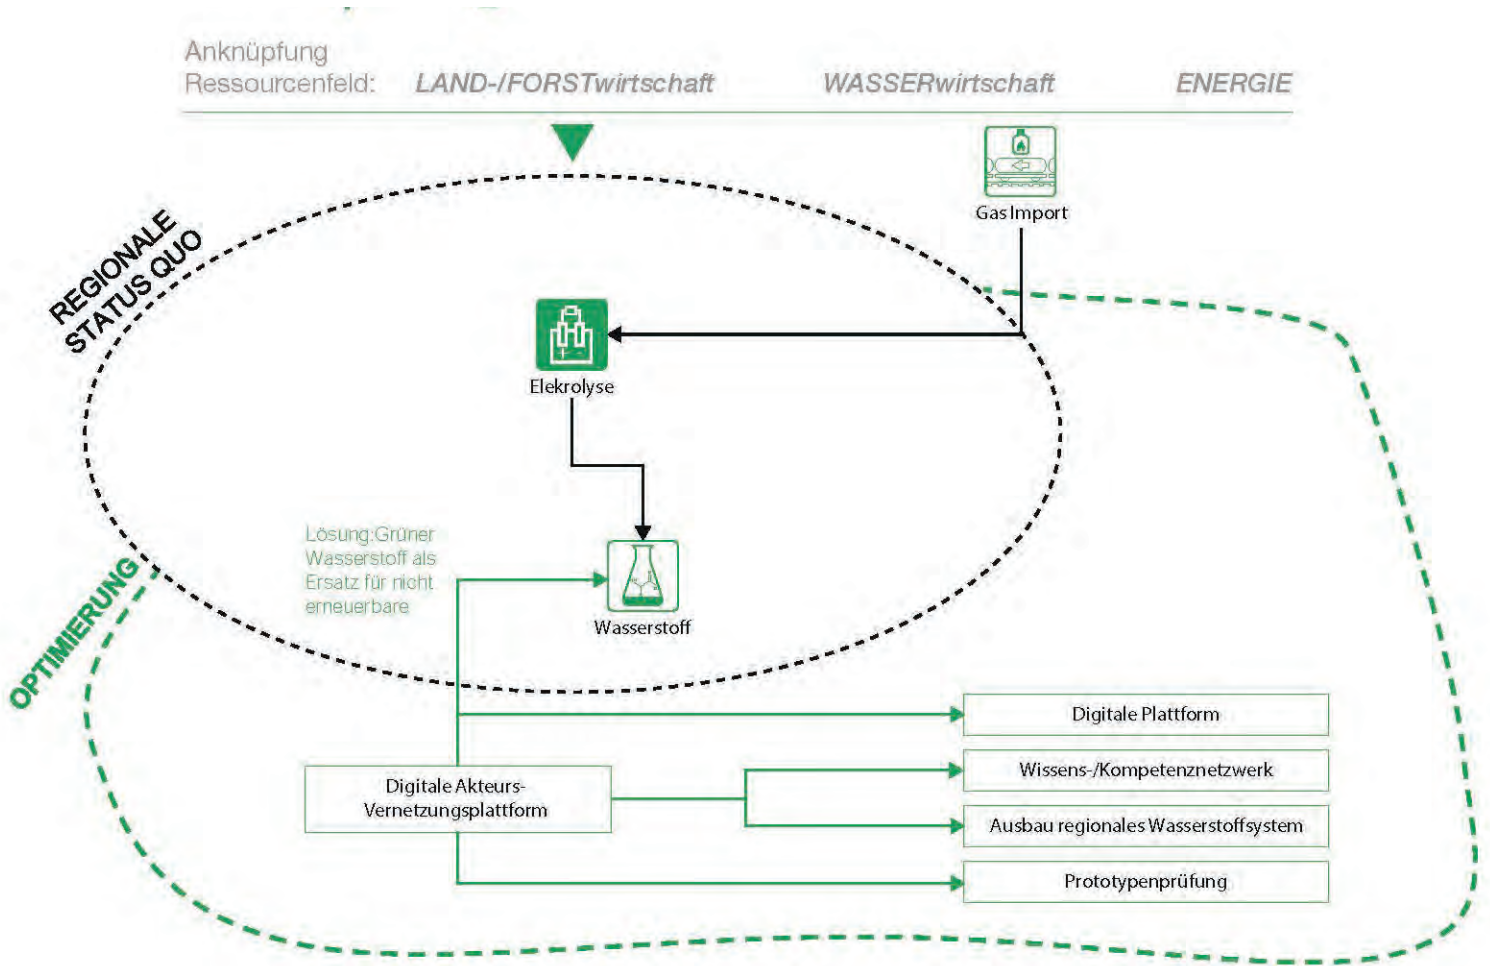 Anknüpfung
Ressourcenfeld: LAND-/FORSTwirtschaft WASSERwirtschaft ENERGIE
Gas Import
REGIONALE
STATUS QUO
Elekrolyse
Lösung:Grüner
Wasserstoff als
Ersatz für nicht
erneuerbare
Wasserstoff
OPTIMIERUNG
Digitale Plattform
Wissens-/Kompetenznetzwerk
Digitale Akteurs-
Vernetzungsplattform
Ausbau regionales Wasserstoffsystem
Prototypenprüfung